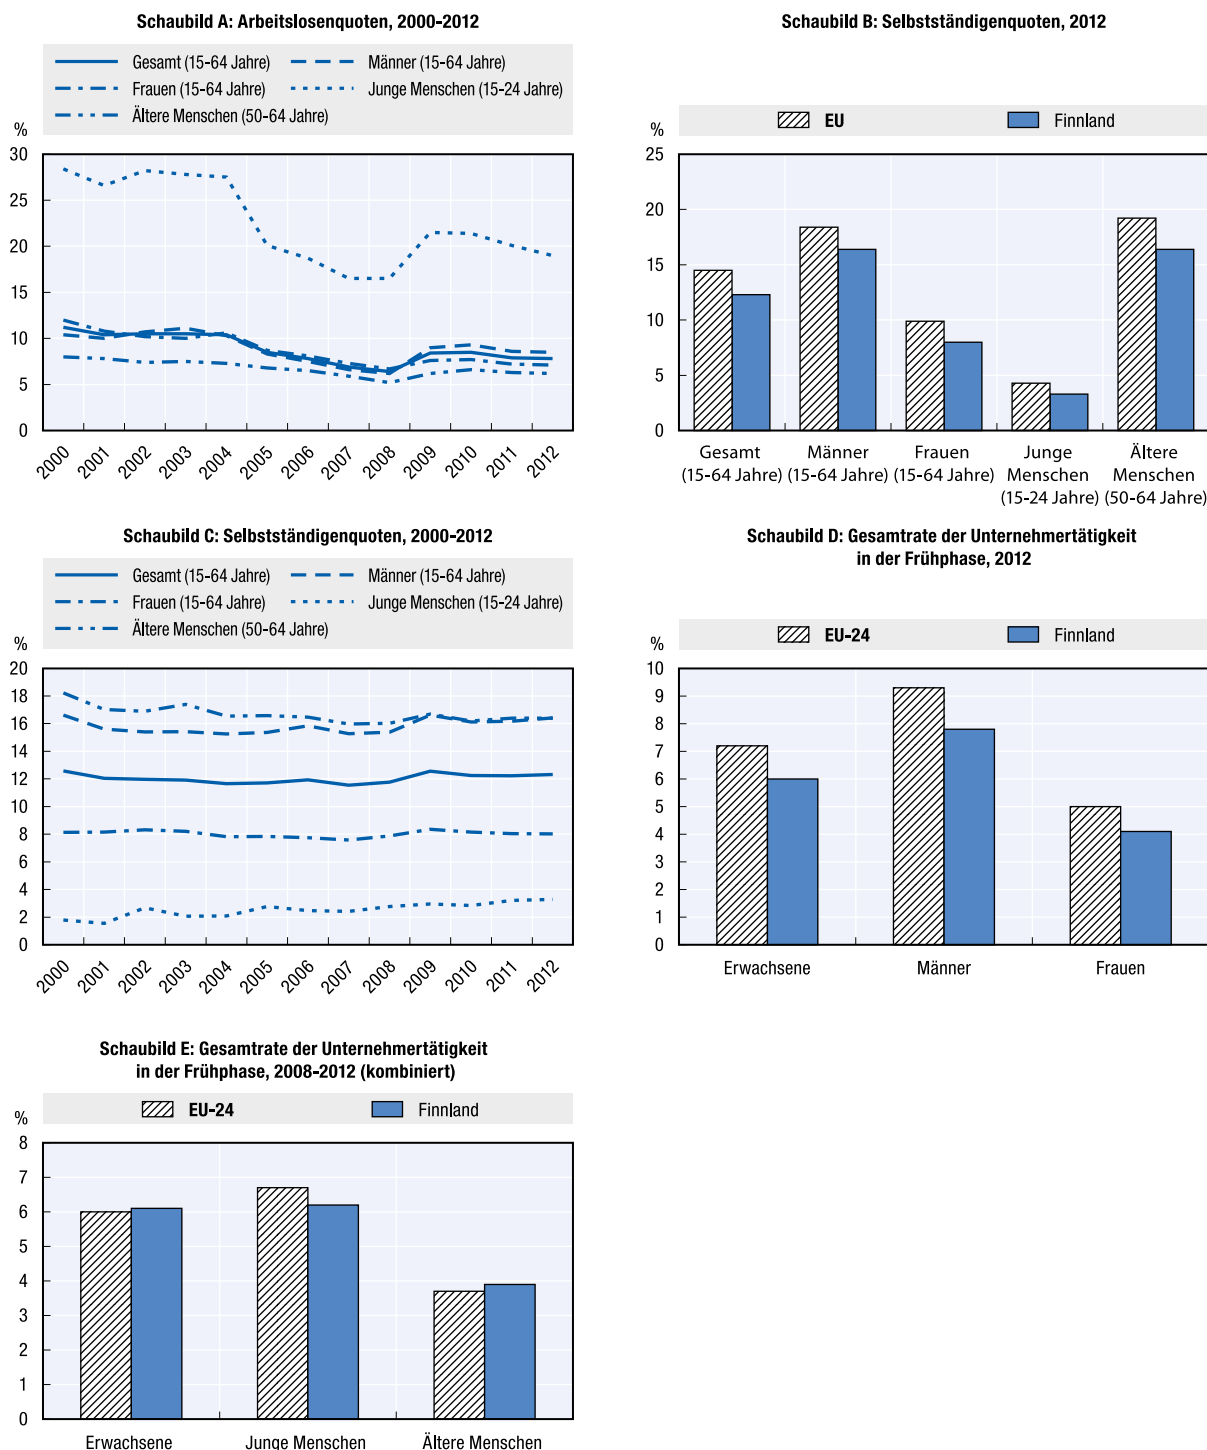 Schaubild A: Arbeitslosenquoten, 2000-2012
Gesamt (15-64 Jahre)
Männer (15-64 Jahre)
Frauen (15-64 Jahre)
Junge Menschen (15-24 Jahre)
Ältere Menschen (50-64 Jahre)
%
30
25
20
15
10
5
0
2000
2001
2002
2003
2004
2005
2006
2007
2008
2009
2010
2011
2012
Schaubild B: Selbstständigenquoten, 2012
EU
Finnland
%
25
20
15
10
5
0
Gesamt
(15-64 Jahre)
Männer
(15-64 Jahre)
Frauen
(15-64 Jahre)
Junge
Menschen
(15-24 Jahre)
Ältere
Menschen
(50-64 Jahre)
Schaubild C: Selbstständigenquoten, 2000-2012
Gesamt (15-64 Jahre)
Männer (15-64 Jahre)
Frauen (15-64 Jahre)
Junge Menschen (15-24 Jahre)
Ältere Menschen (50-64 Jahre)
%
20
18
16
14
12
10
8
6
4
2
0
2000
2001
2002
2003
2004
2005
2006
2007
2008
2009
2010
2011
2012
Schaubild D: Gesamtrate der Unternehmertätigkeit
in der Frühphase, 2012
EU-24
Finnland
%
10
9
8
7
6
5
4
3
2
1
0
Erwachsene
Männer
Frauen
Schaubild E: Gesamtrate der Unternehmertätigkeit
in der Frühphase, 2008-2012 (kombiniert)
EU-24
Finnland
%
8
7
6
5
4
3
2
1
0
Erwachsene
Junge Menschen
Ältere Menschen